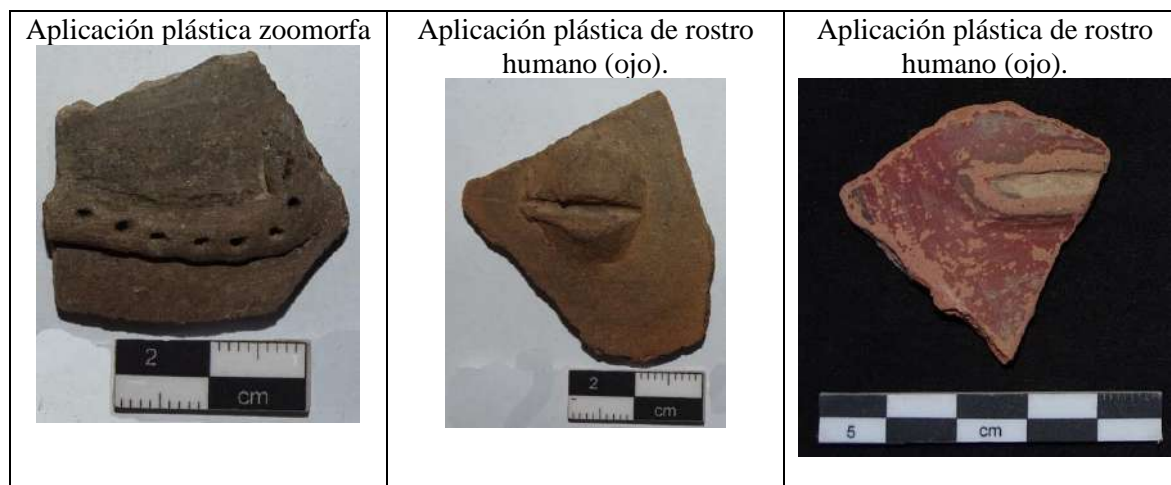 Aplicación plástica zoomorfa
Aplicación plástica de rostro
humano (ojo).
Aplicación plástica de rostro
humano (ojo).
2
cm
2
cm
5
cm